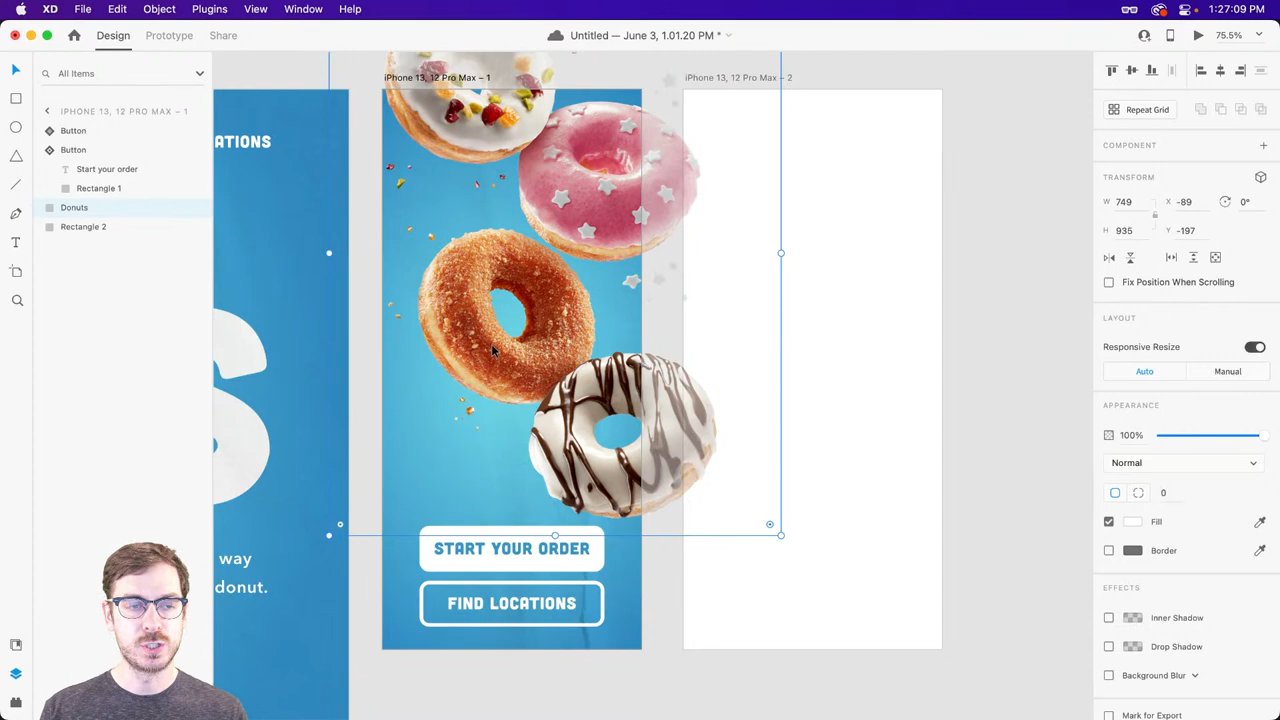 XD File Edit Object Plugins View Window Help 1:27:09 PM
Design Prototype Share Untitled — June 3, 1.01.20 PM * 75.5%
All Items
IPHONE 13, 12 PRO MAX – 1
Button
Button
Start your order
Rectangle 1
Donuts
Rectangle 2
iPhone 13, 12 Pro Max – 1
iPhone 13, 12 Pro Max – 2
ATIONS
S
way
donut.
START YOUR ORDER
FIND LOCATIONS
Repeat Grid
COMPONENT
TRANSFORM
W 749 X -89 0°
H 935 Y -197
Fix Position When Scrolling
LAYOUT
Responsive Resize
Auto Manual
APPEARANCE
100%
Normal
0
Fill
Border
EFFECTS
Inner Shadow
Drop Shadow
Background Blur
Mark for Export